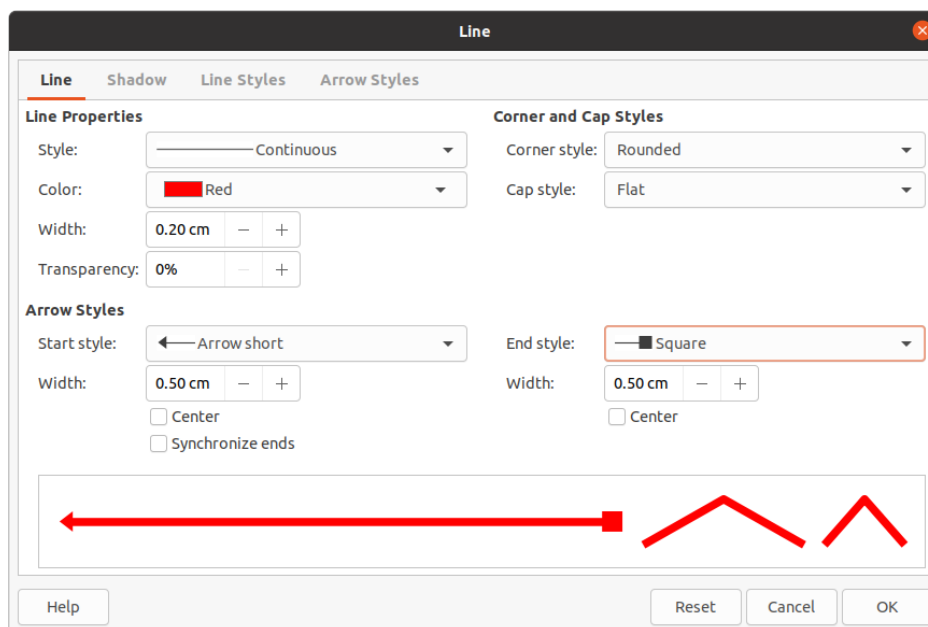 Line
Line Shadow Line Styles Arrow Styles
Line Properties
Style: Continuous
Color: Red
Width: 0.20 cm
Transparency: 0%
Corner and Cap Styles
Corner style: Rounded
Cap style: Flat
Arrow Styles
Start style: Arrow short
Width: 0.50 cm
Center
Synchronize ends
End style: Square
Width: 0.50 cm
Center
Help Reset Cancel OK